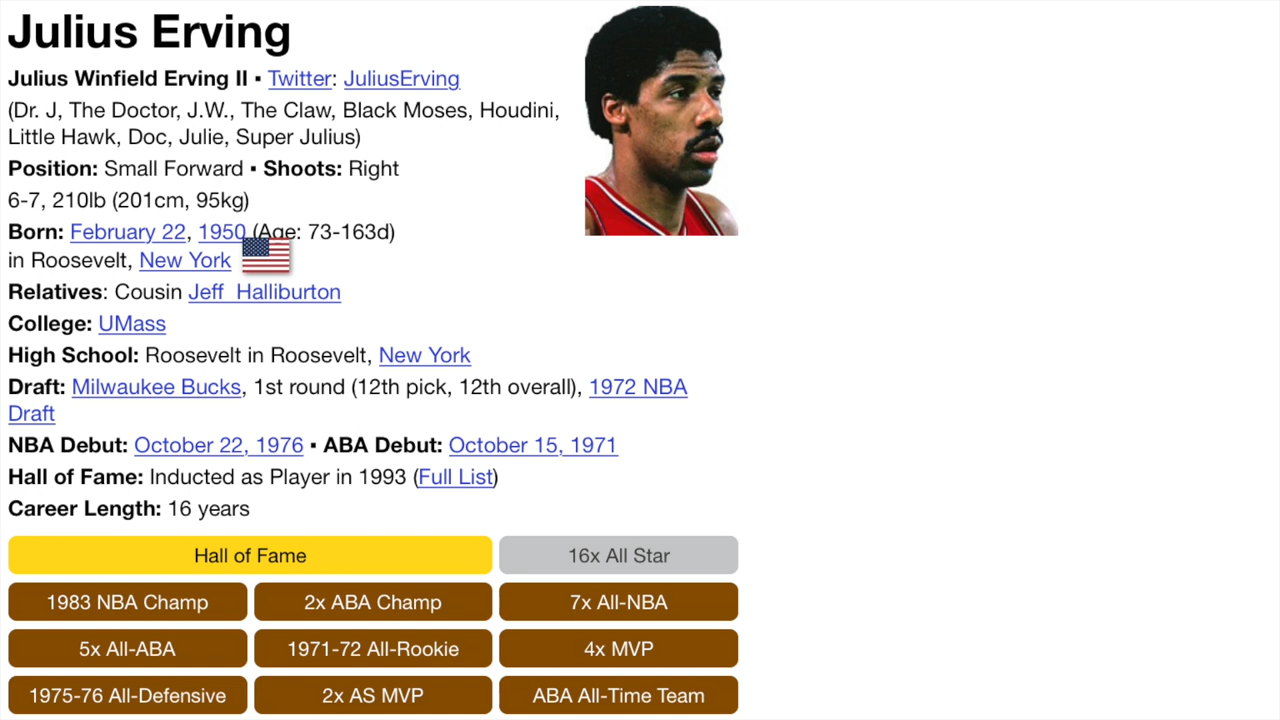 Julius Erving
Julius Winfield Erving II ▪ Twitter: JuliusErving
(Dr. J, The Doctor, J.W., The Claw, Black Moses, Houdini,
Little Hawk, Doc, Julie, Super Julius)
Position: Small Forward ▪ Shoots: Right
6-7, 210lb (201cm, 95kg)
Born: February 22, 1950 (Age: 73-163d)
in Roosevelt, New York
Relatives: Cousin Jeff Halliburton
College: UMass
High School: Roosevelt in Roosevelt, New York
Draft: Milwaukee Bucks, 1st round (12th pick, 12th overall), 1972 NBA
Draft
NBA Debut: October 22, 1976 ▪ ABA Debut: October 15, 1971
Hall of Fame: Inducted as Player in 1993 (Full List)
Career Length: 16 years
Hall of Fame 16x All Star
1983 NBA Champ 2x ABA Champ 7x All-NBA
5x All-ABA 1971-72 All-Rookie 4x MVP
1975-76 All-Defensive 2x AS MVP ABA All-Time Team